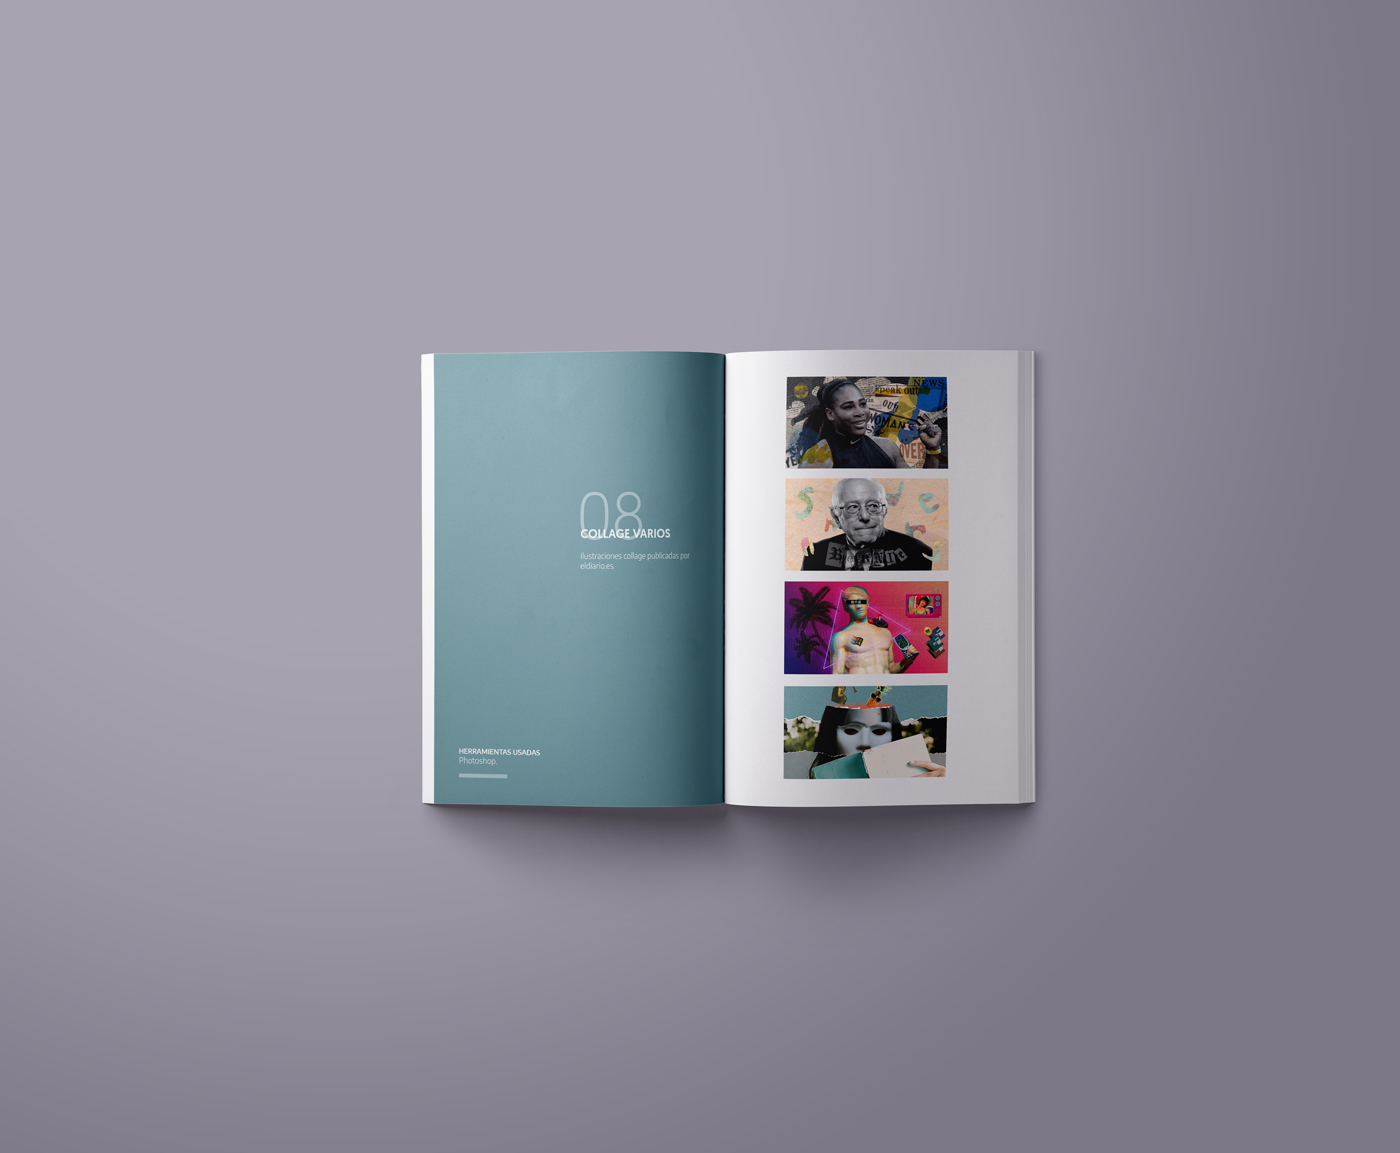 08
COLLAGE VARIOS
Ilustraciones collage publicadas por
eldiario.es.
HERRAMIENTAS USADAS
Photoshop.
NEWS
speak out
OUR
WOMAN
OVER